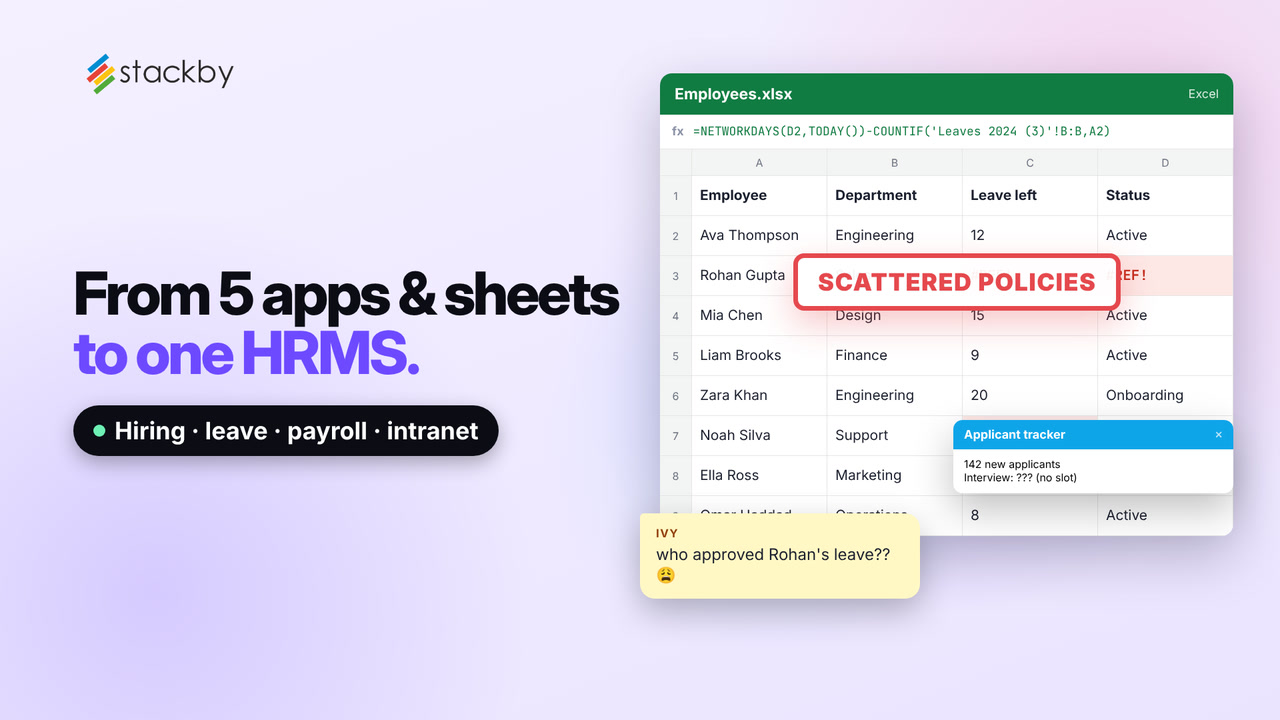 stackby
From 5 apps & sheets
to one HRMS.
Hiring · leave · payroll · intranet
Employees.xlsx Excel
fx =NETWORKDAYS(D2,TODAY())-COUNTIF('Leaves 2024 (3)'!B:B,A2)
A B C D
1 Employee Department Leave left Status
2 Ava Thompson Engineering 12 Active
3 Rohan Gupta REF!
SCATTERED POLICIES
4 Mia Chen Design 15 Active
5 Liam Brooks Finance 9 Active
6 Zara Khan Engineering 20 Onboarding
7 Noah Silva Support
8 Ella Ross Marketing
Applicant tracker ×
142 new applicants
Interview: ??? (no slot)
Omar Haddad Operations 8 Active
IVY
who approved Rohan's leave??
😩